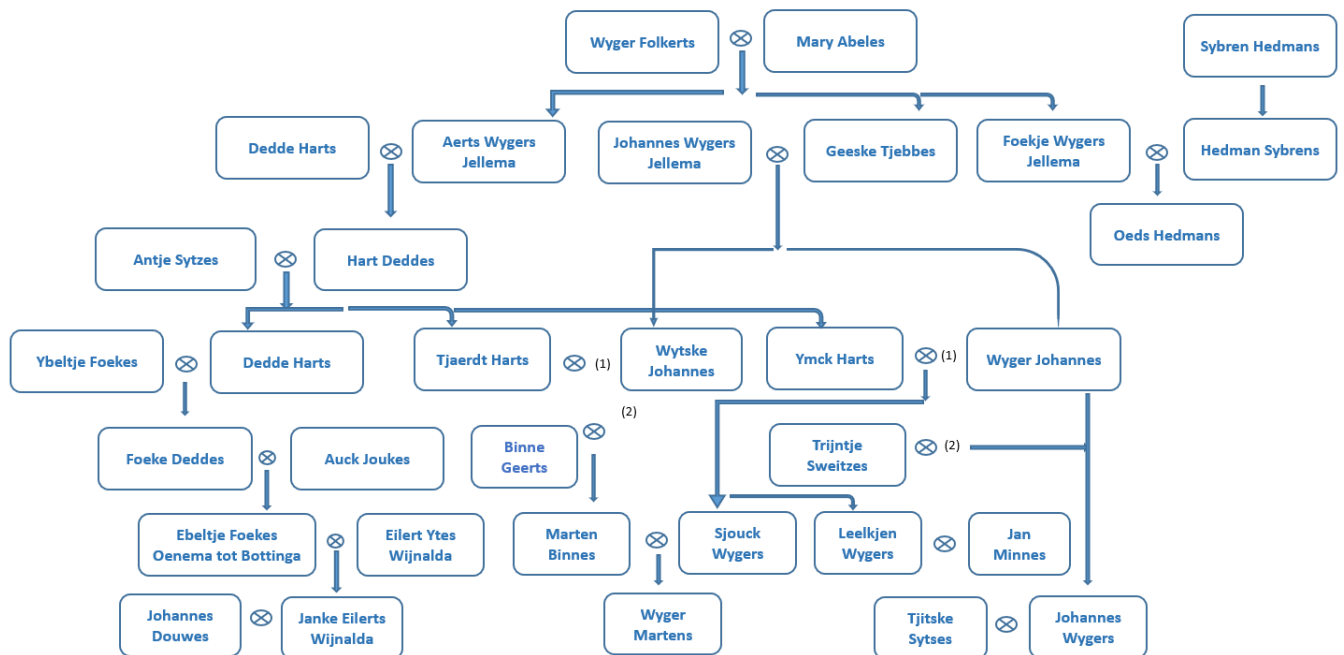 Wyger Folkerts
Mary Abeles
Sybren Hedmans
Dedde Harts
Aerts Wygers
Jellema
Johannes Wygers
Jellema
Geeske Tjebbes
Foekje Wygers
Jellema
Hedman Sybrens
Antje Sytzes
Hart Deddes
Oeds Hedmans
Ybeltje Foekes
Dedde Harts
Tjaerdt Harts
(1)
Wytske
Johannes
Ymck Harts
(1)
Wyger Johannes
(2)
Foeke Deddes
Auck Joukes
Binne
Geerts
Trijntje
Sweitzes
(2)
Ebeltje Foekes
Oenema tot Bottinga
Eilert Ytes
Wijnalda
Marten
Binnes
Sjouck
Wygers
Leelkjen
Wygers
Jan
Minnes
Johannes
Douwes
Janke Eilerts
Wijnalda
Wyger
Martens
Tjitske
Sytses
Johannes
Wygers